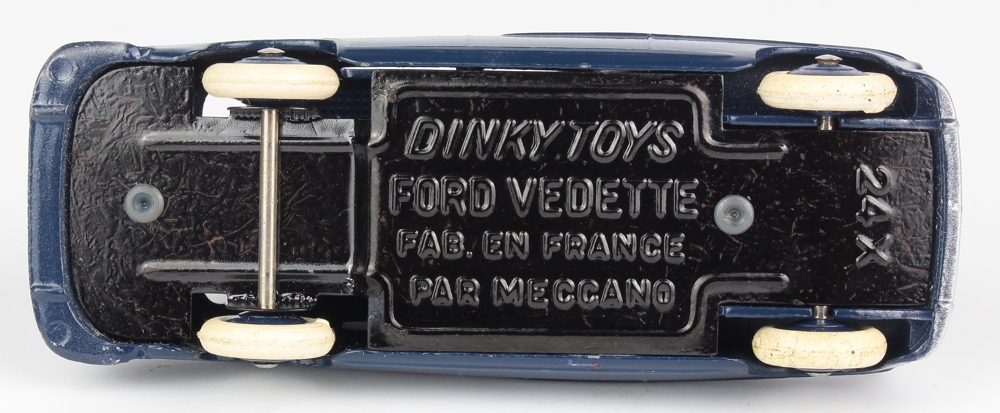 DINKY TOYS
FORD VEDETTE
FAB. EN FRANCE
PAR MECCANO
24X